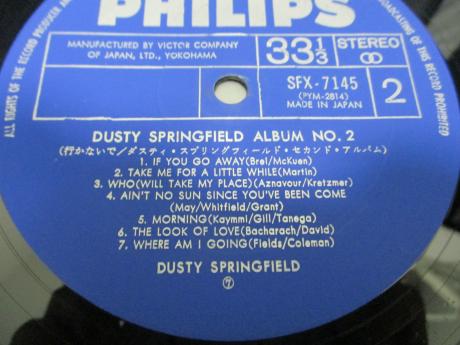 PHILIPS
ALL RIGHTS OF THE RECORD PRODUCER AN
MANUFACTURED BY VICTOR COMPANY
OF JAPAN, LTD., YOKOHAMA
33 1/3
STEREO
SFX-7145
(PYM-2814)
MADE IN JAPAN
2
BROADCASTING OF THIS RECORD PROHIBITED
DUSTY SPRINGFIELD ALBUM NO. 2
(行かないで/ダスティ・スプリングフィールド・セカンド・アルバム)
1. IF YOU GO AWAY(Brel/McKuen)
2. TAKE ME FOR A LITTLE WHILE(Martin)
3. WHO(WILL TAKE MY PLACE)(Aznavour/Kretzmer)
4. AIN'T NO SUN SINCE YOU'VE BEEN COME
(May/Whitfield/Grant)
5. MORNING(Kaymmi/Gill/Tanega)
6. THE LOOK OF LOVE(Bacharach/David)
7. WHERE AM I GOING(Fields/Coleman)
DUSTY SPRINGFIELD
⑦